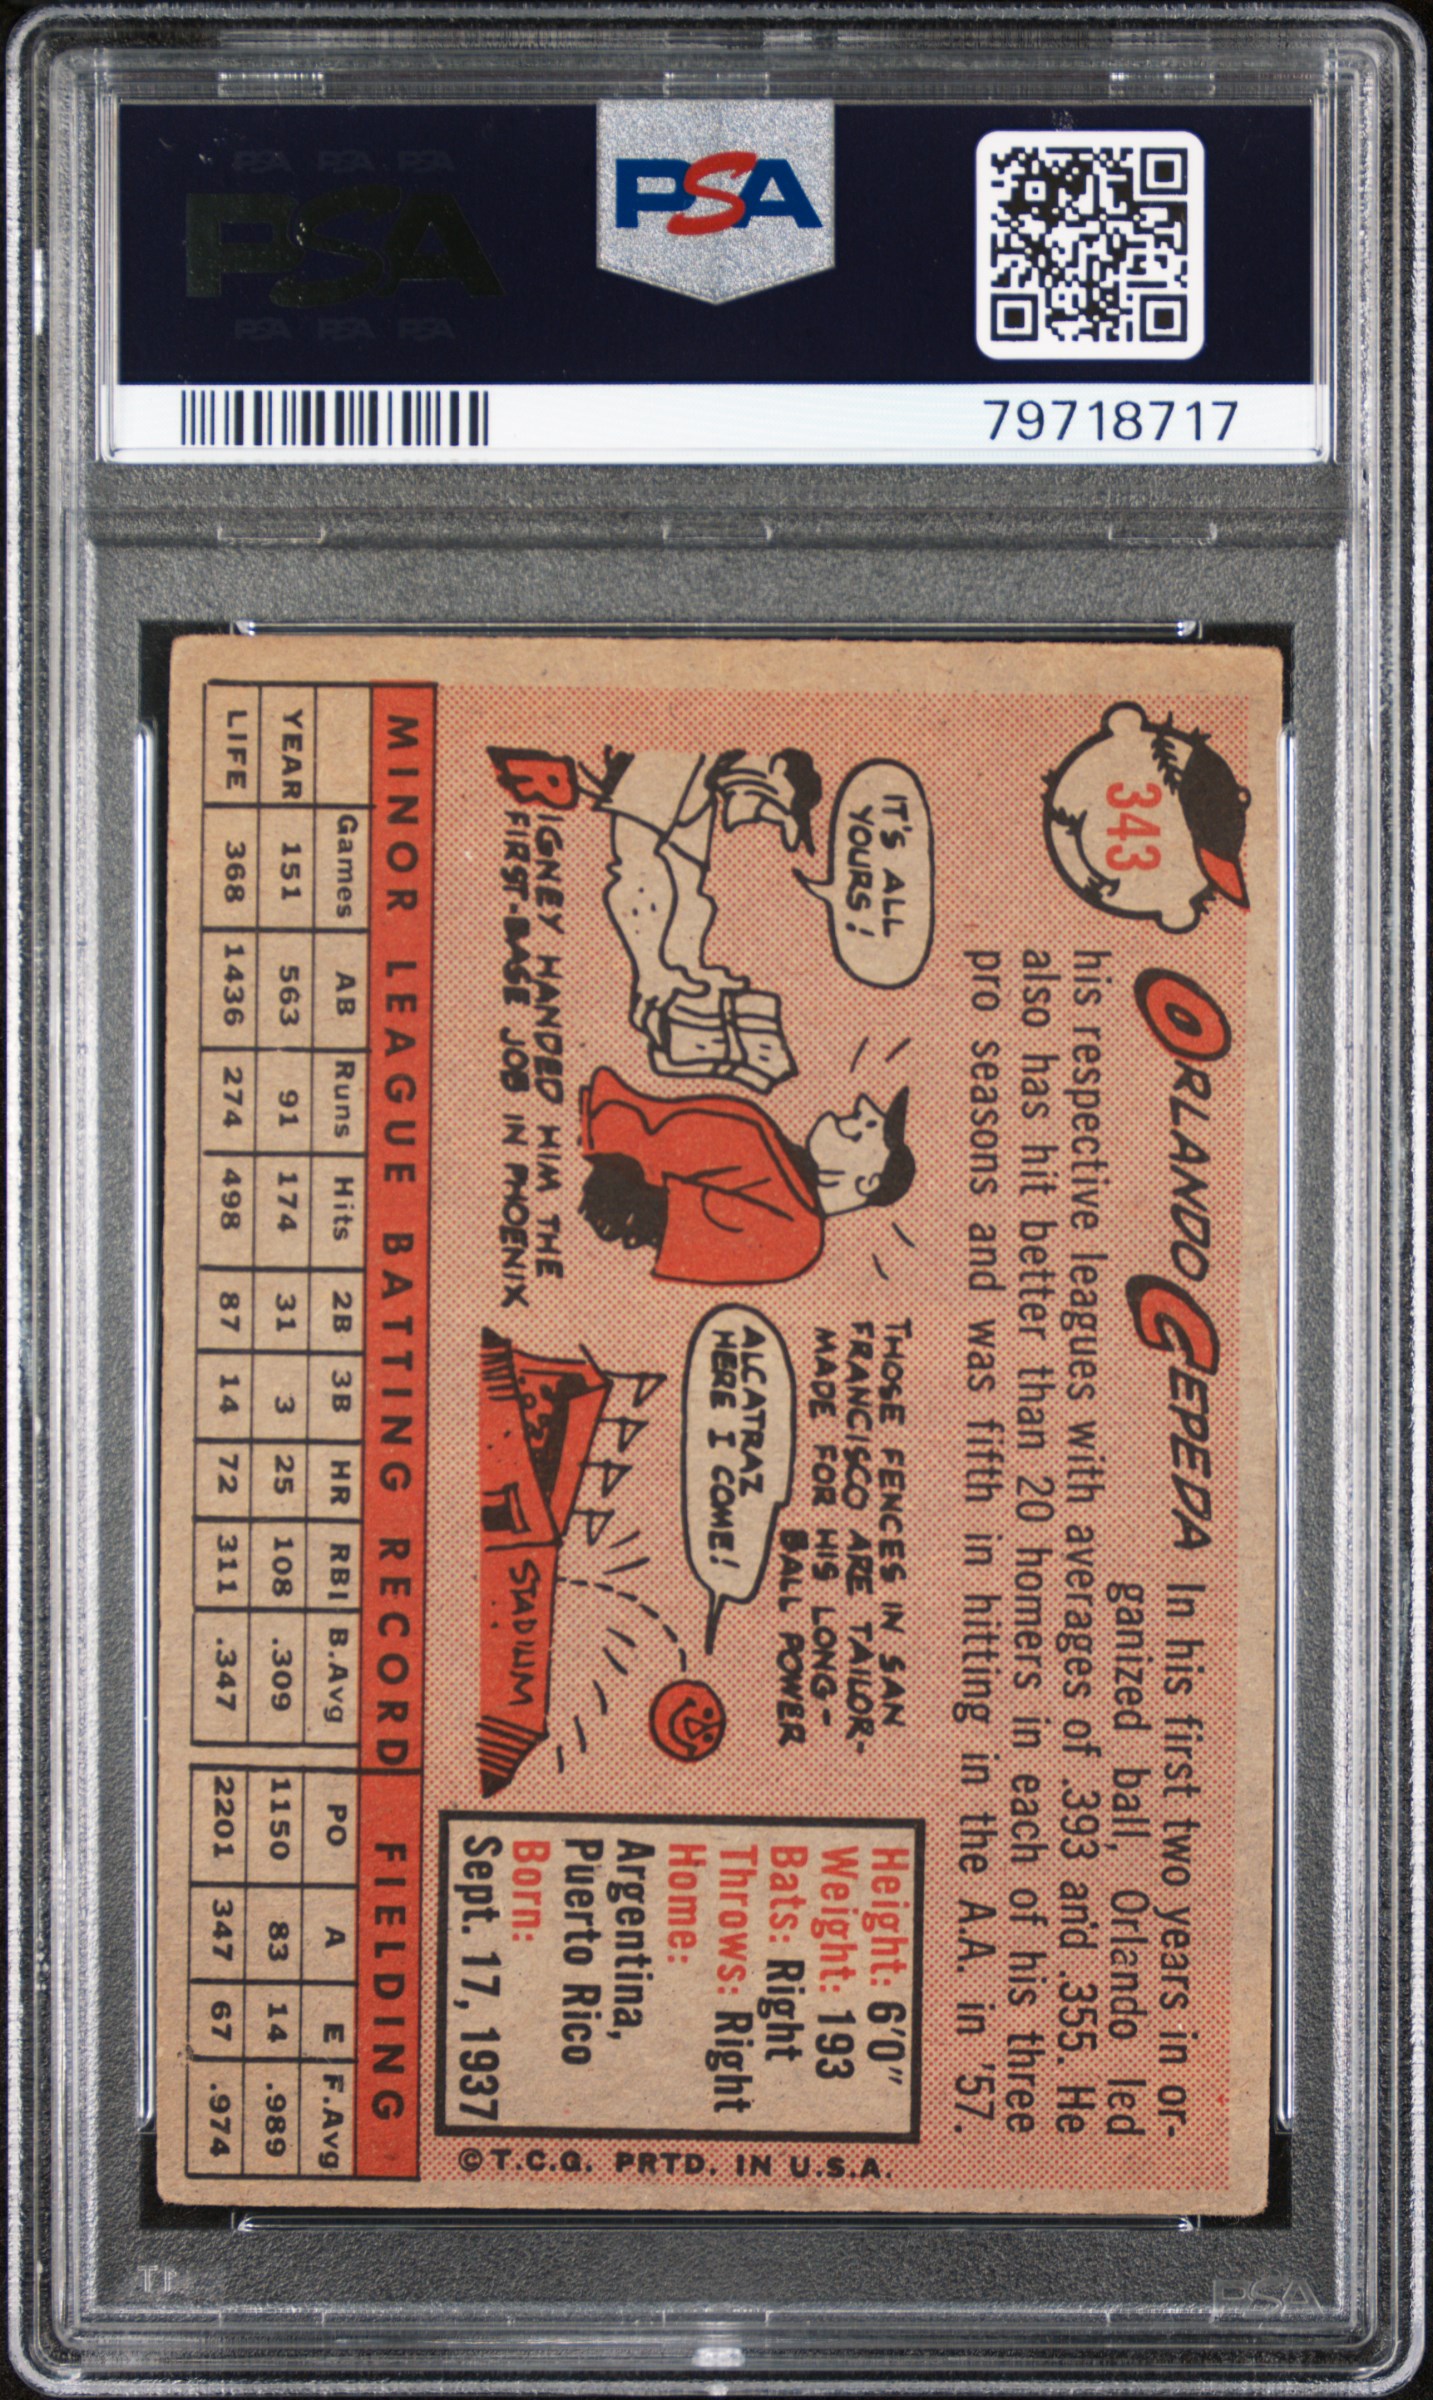 PSA PSA PSA
PSA
PSA PSA PSA
PSA
79718717
343
ORLANDO CEPEDA In his first two years in or-
ganized ball, Orlando led
his respective leagues with averages of .393 and .355. He
also has hit better than 20 homers in each of his three
pro seasons and was fifth in hitting in the A.A. in '57.
IT'S ALL
YOURS!
RIGNEY HANDED HIM THE
FIRST-BASE JOB IN PHOENIX
THOSE FENCES IN SAN
FRANCISCO ARE TAILOR-
MADE FOR HIS LONG-
BALL POWER
ALCATRAZ
HERE I COME!
STADIUM
Height: 6'0"
Weight: 193
Bats: Right
Throws: Right
Home:
Argentina,
Puerto Rico
Born:
Sept. 17, 1937
© T.C.G. PRTD. IN U.S.A.
MINOR LEAGUE BATTING RECORD FIELDING
Games AB Runs Hits 2B 3B HR RBI B.Avg PO A E F.Avg
YEAR 151 563 91 174 31 3 25 108 .309 1150 83 14 .989
LIFE 368 1436 274 498 87 14 72 311 .347 2201 347 67 .974
PSA